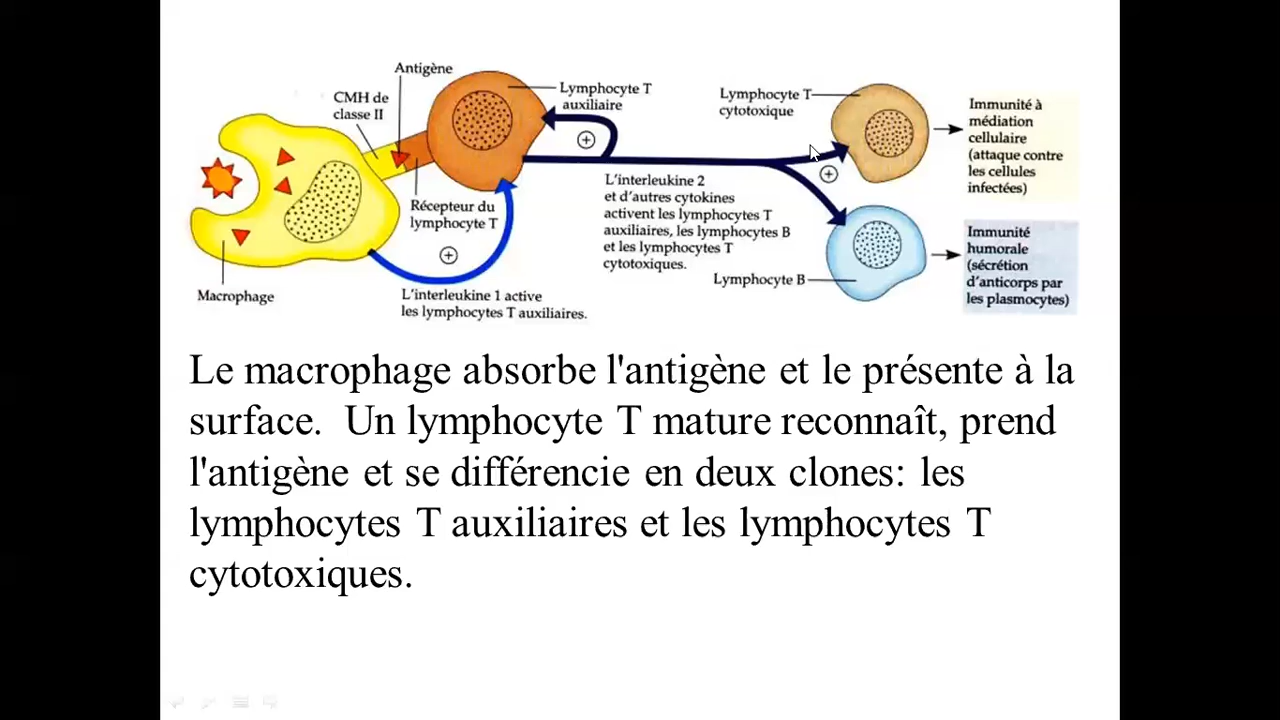 Antigène
CMH de
classe II
Lymphocyte T
auxiliaire
Récepteur du
lymphocyte T
Macrophage
L'interleukine 1 active
les lymphocytes T auxiliaires.
L'interleukine 2
et d'autres cytokines
activent les lymphocytes T
auxiliaires, les lymphocytes B
et les lymphocytes T
cytotoxiques.
Lymphocyte T
cytotoxique
Lymphocyte B
Immunité à
médiation
cellulaire
(attaque contre
les cellules
infectées)
Immunité
humorale
(sécrétion
d'anticorps par
les plasmocytes)
Le macrophage absorbe l'antigène et le présente à la
surface.  Un lymphocyte T mature reconnaît, prend
l'antigène et se différencie en deux clones: les
lymphocytes T auxiliaires et les lymphocytes T
cytotoxiques.